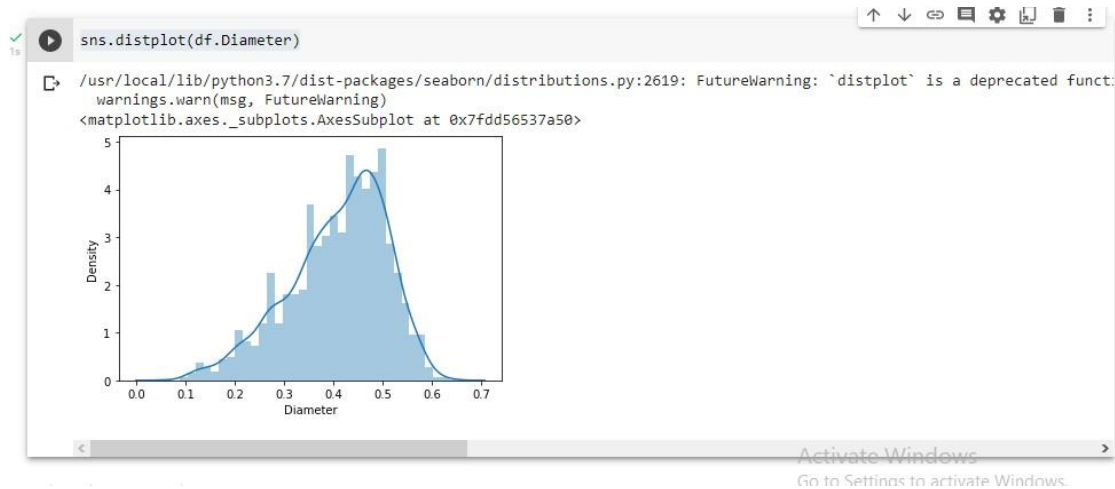 1s
sns.distplot(df.Diameter)
/usr/local/lib/python3.7/dist-packages/seaborn/distributions.py:2619: FutureWarning: `distplot` is a deprecated functi
warnings.warn(msg, FutureWarning)
<matplotlib.axes._subplots.AxesSubplot at 0x7fdd56537a50>
5
4
3
2
1
0
Density
0.0 0.1 0.2 0.3 0.4 0.5 0.6 0.7
Diameter
Activate Windows
Go to Settings to activate Windows.